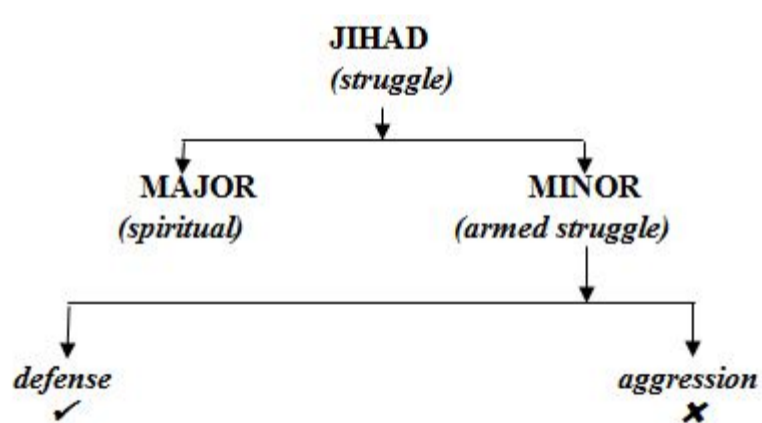 JIHAD
(struggle)
MAJOR MINOR
(spiritual) (armed struggle)
defense aggression
✓ ✗